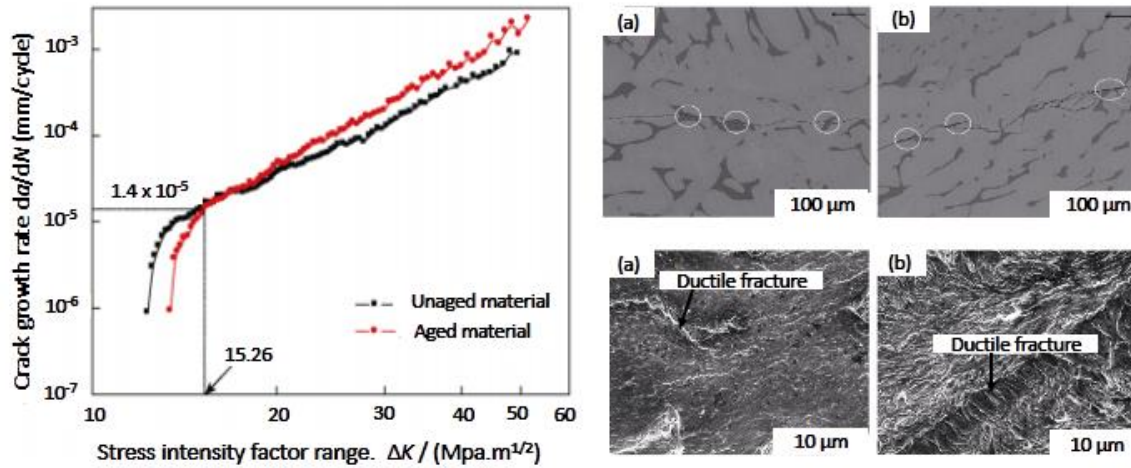 Crack growth rate da/dN (mm/cycle)
10-3
10-4
1.4 x 10-5
10-5
10-6
10-7
Unaged material
Aged material
15.26
10
20
30
40
50
60
Stress intensity factor range. ΔK / (Mpa.m1/2)
(a)
100 µm
(b)
100 µm
(a)
Ductile fracture
10 µm
(b)
Ductile fracture
10 µm